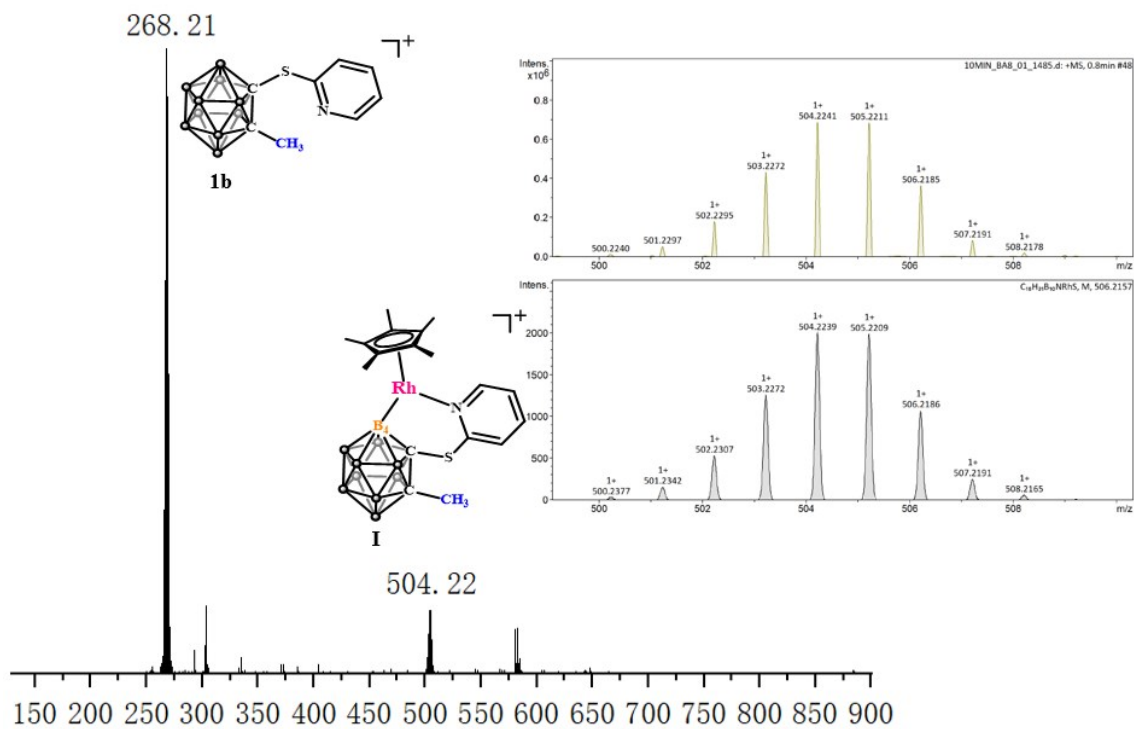 268.21
]+
S
C
N
C
CH₃
1b
Intens.
x10⁶
10MIN_BA8_01_1485.d: +MS, 0.8min #48
0.8
0.6
0.4
0.2
0.0
500.2240
501.2297
1+
502.2295
1+
503.2272
1+
504.2241
1+
505.2211
1+
506.2185
1+
507.2191
1+
508.2178
500 502 504 506 508 m/z
Intens.
C₁₈H₃₁B₁₀NRhS, M, 506.2157
2000
1500
1000
500
0
1+
500.2377
1+
501.2342
1+
502.2307
1+
503.2272
1+
504.2239
1+
505.2209
1+
506.2186
1+
507.2191
1+
508.2165
500 502 504 506 508 m/z
]+
Rh
N
B₄
C
S
C
CH₃
I
504.22
150 200 250 300 350 400 450 500 550 600 650 700 750 800 850 900